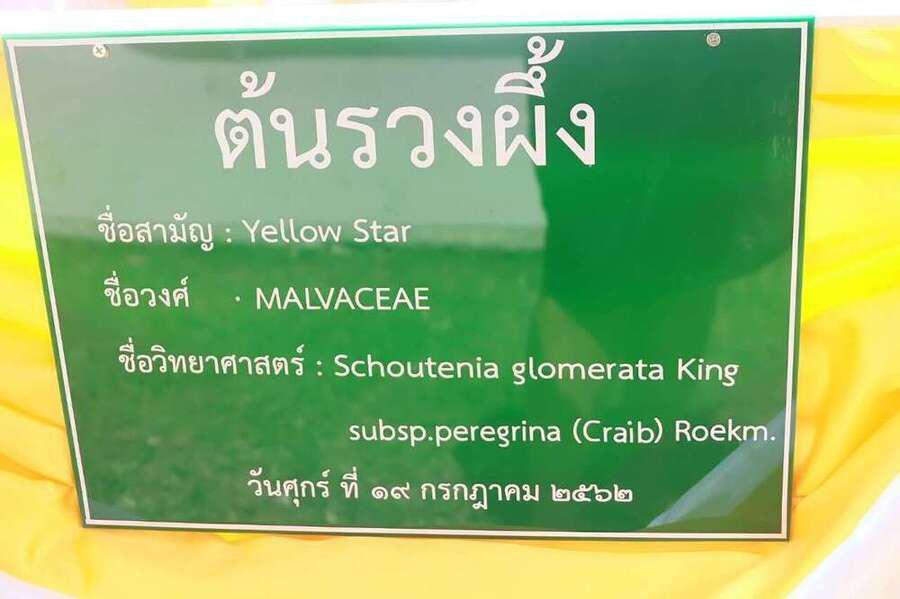 ต้นรวงผึ้ง
ชื่อสามัญ : Yellow Star
ชื่อวงศ์ : MALVACEAE
ชื่อวิทยาศาสตร์ : Schoutenia glomerata King
subsp.peregrina (Craib) Roekm.
วันศุกร์ ที่ ๑๙ กรกฎาคม ๒๕๖๒